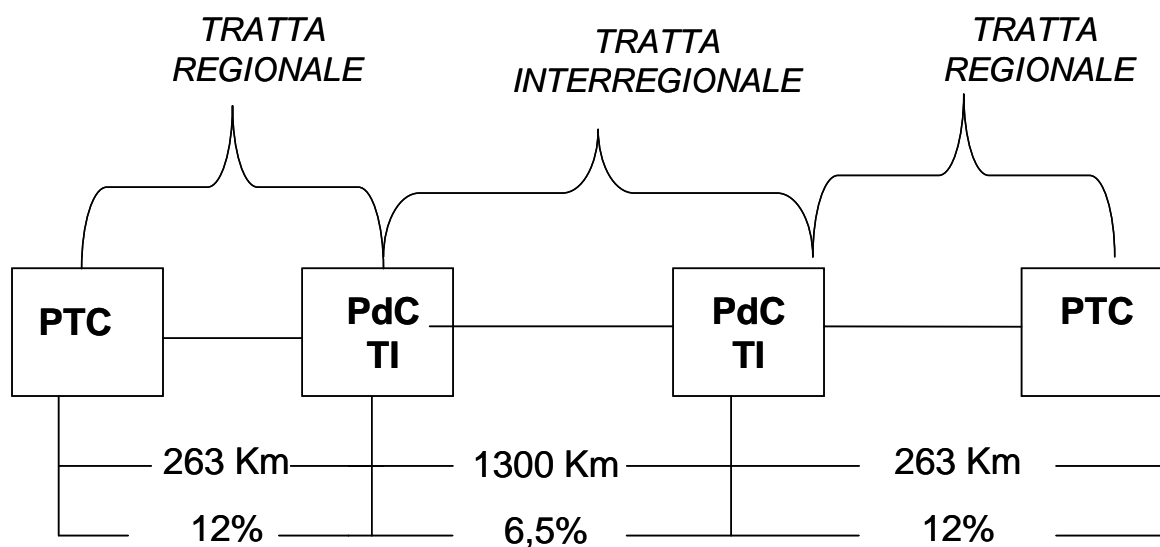 TRATTA
REGIONALE
TRATTA
INTERREGIONALE
TRATTA
REGIONALE
PTC
PdC
TI
PdC
TI
PTC
263 Km
1300 Km
263 Km
12%
6,5%
12%